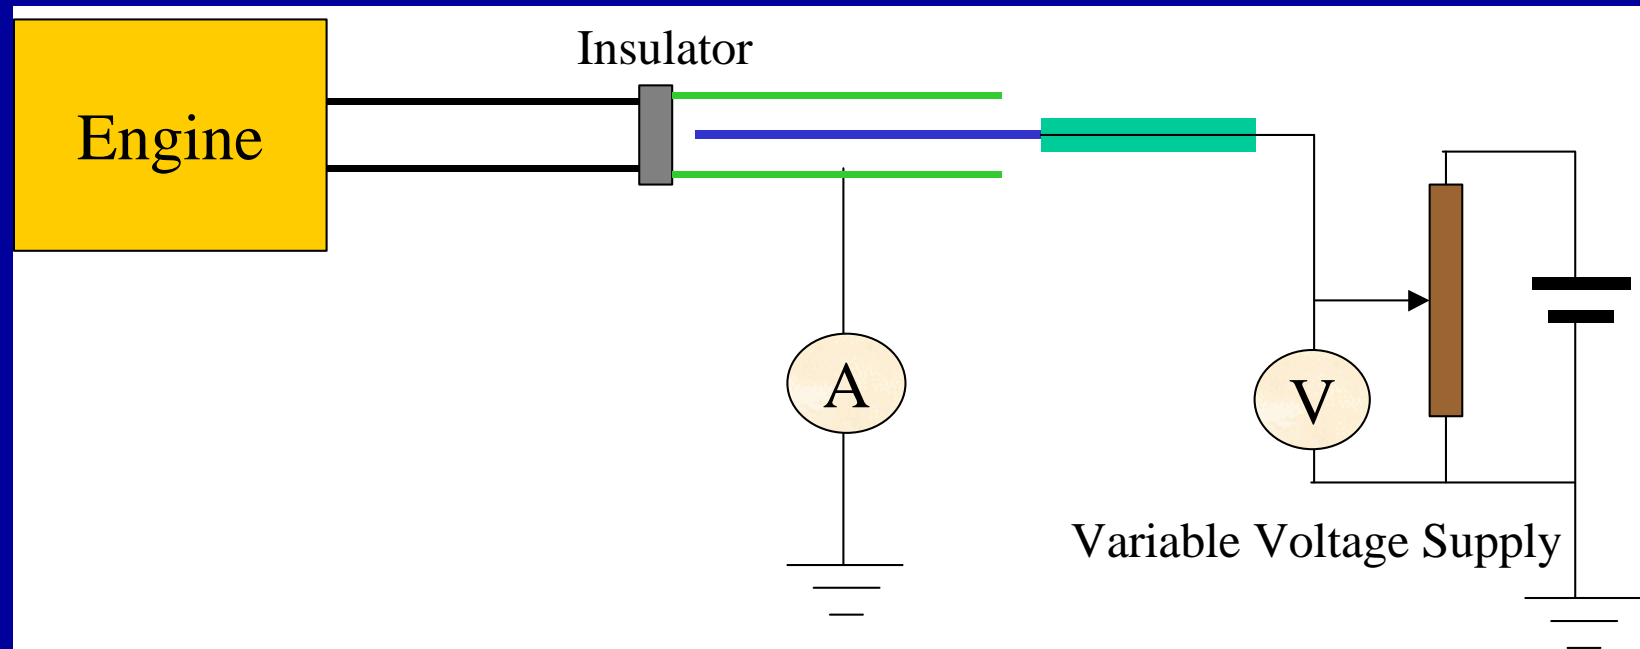 Insulator
Engine
A
V
Variable Voltage Supply